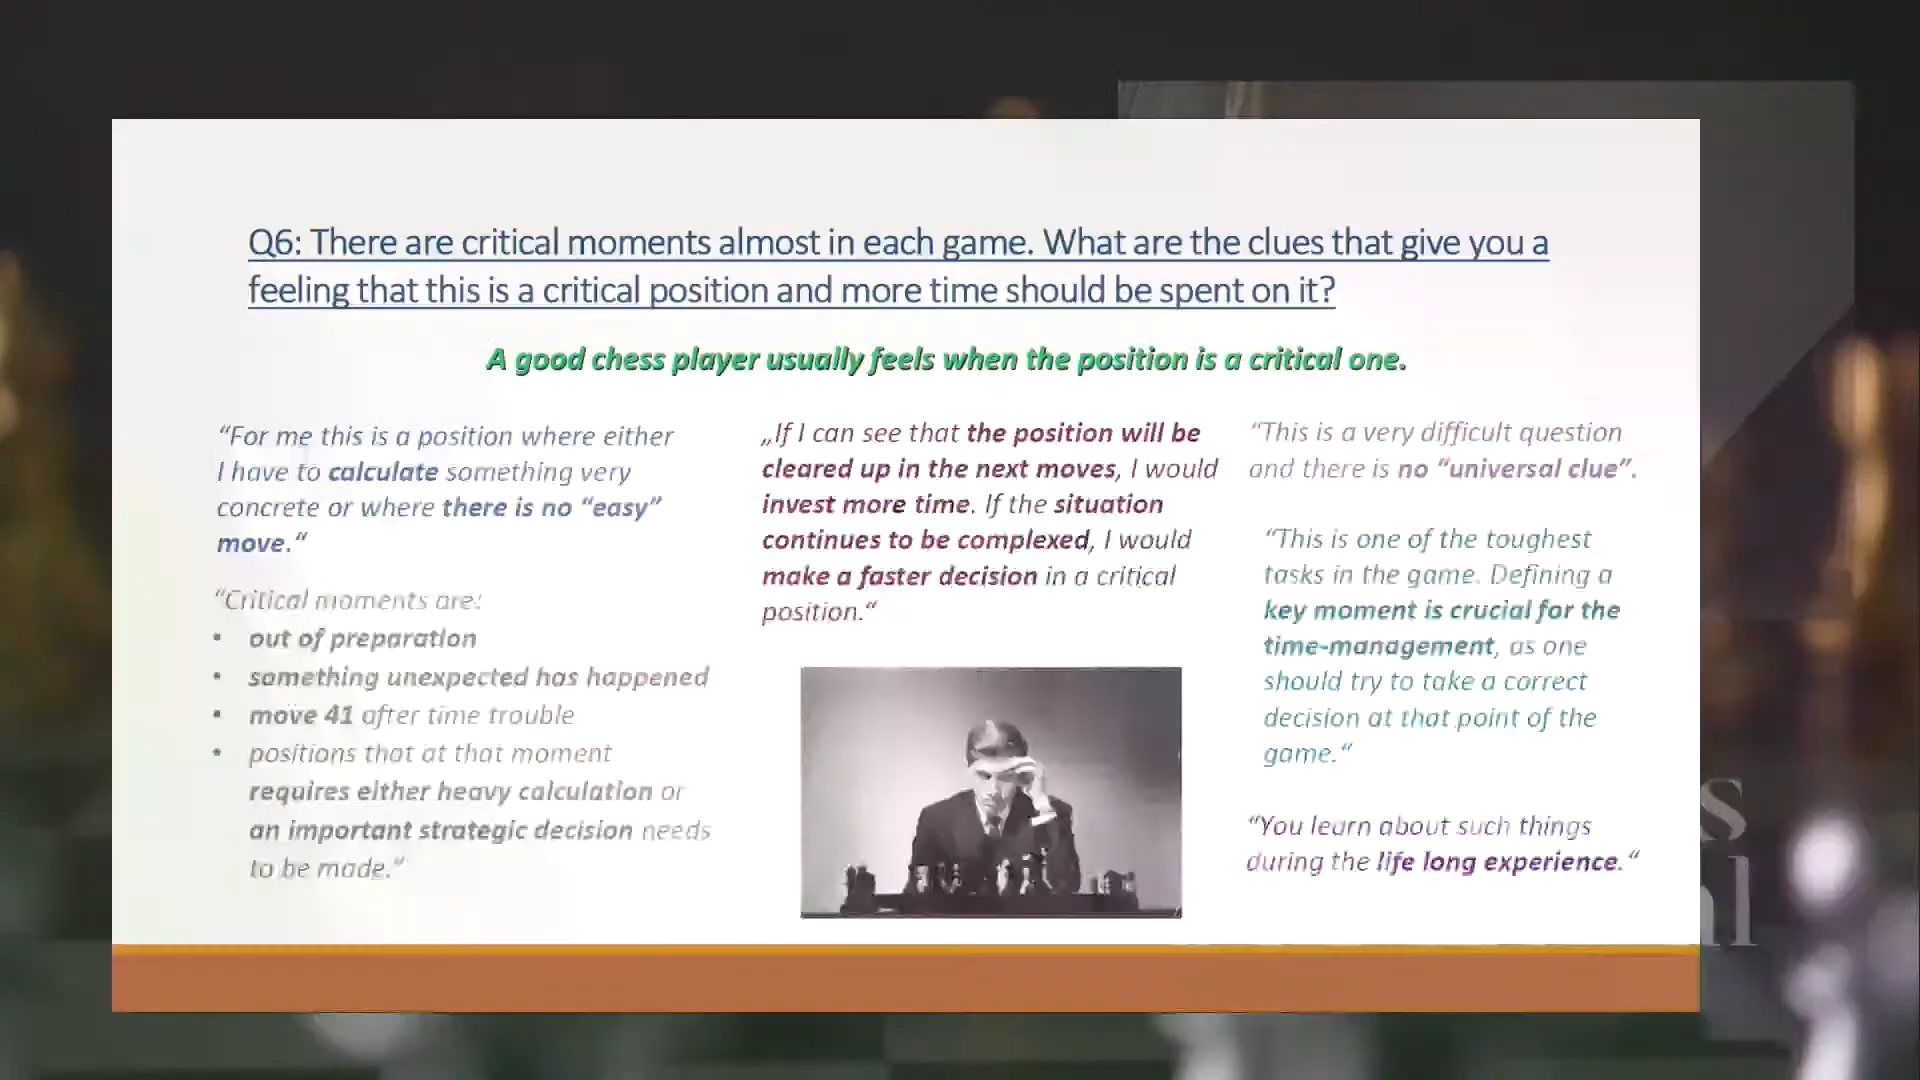 Q6: There are critical moments almost in each game. What are the clues that give you a
feeling that this is a critical position and more time should be spent on it?
A good chess player usually feels when the position is a critical one.
“For me this is a position where either
I have to calculate something very
concrete or where there is no “easy”
move.“
“Critical moments are:
• out of preparation
• something unexpected has happened
• move 41 after time trouble
• positions that at that moment
requires either heavy calculation or
an important strategic decision needs
to be made.“
„If I can see that the position will be
cleared up in the next moves, I would
invest more time. If the situation
continues to be complexed, I would
make a faster decision in a critical
position.“
“This is a very difficult question
and there is no “universal clue”.
“This is one of the toughest
tasks in the game. Defining a
key moment is crucial for the
time-management, as one
should try to take a correct
decision at that point of the
game.“
“You learn about such things
during the life long experience.“